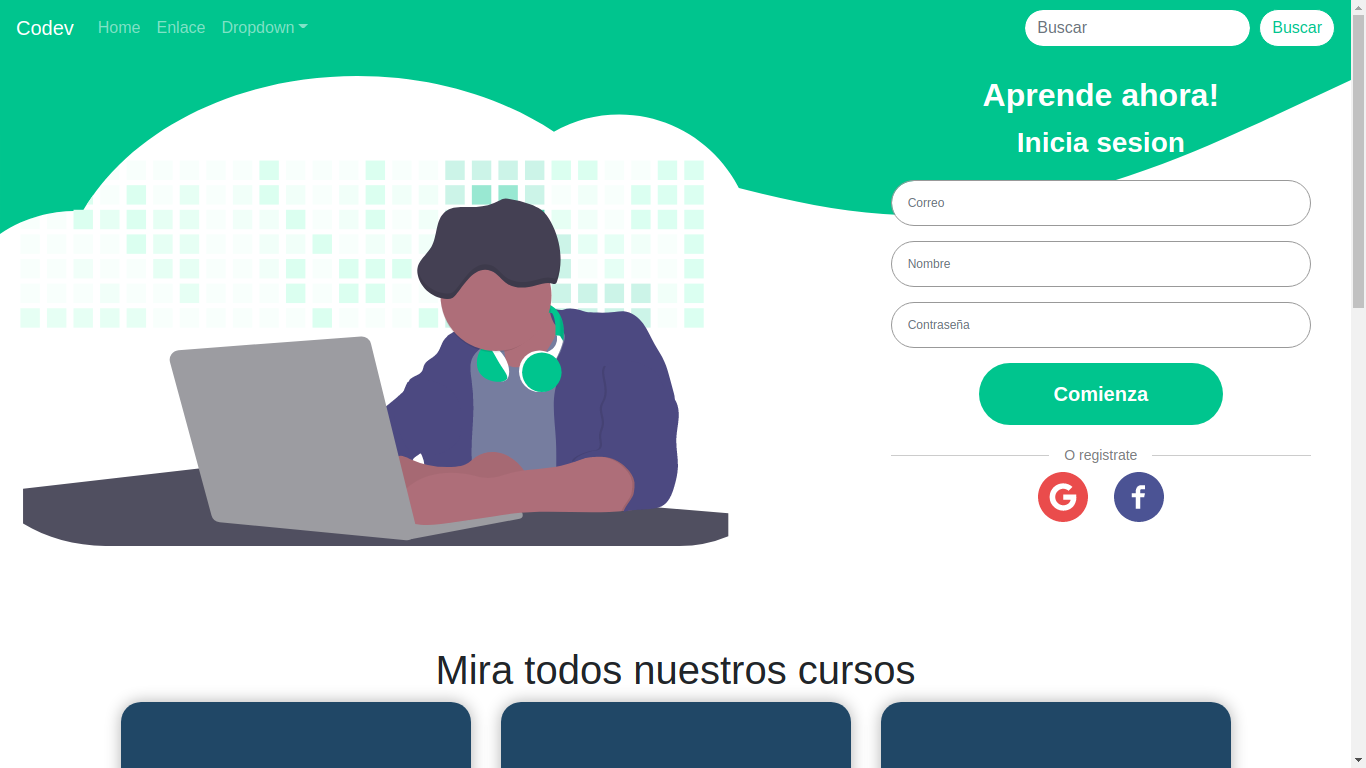 Codev Home Enlace Dropdown Buscar Buscar
Aprende ahora!
Inicia sesion
Correo
Nombre
Contraseña
Comienza
O registrate
G f
Mira todos nuestros cursos